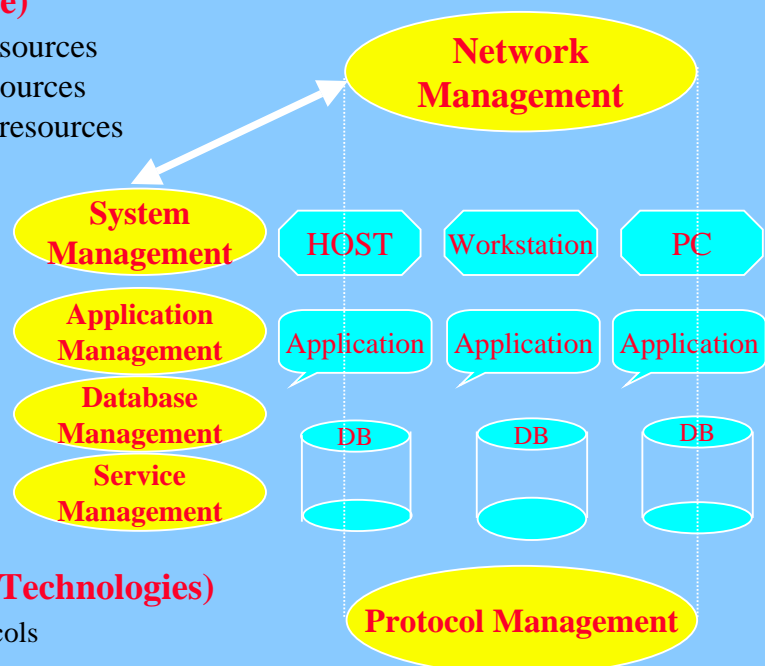 e)
sources
ources
resources
Network
Management
System
Management
HOST
Workstation
PC
Application
Management
Application
Application
Application
Database
Management
DB
DB
DB
Service
Management
Technologies)
cols
Protocol Management